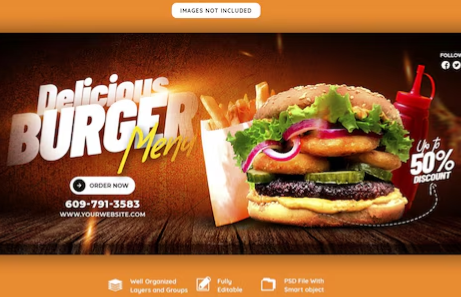 IMAGES NOT INCLUDED
FOLLOW
Delicious
BURGER
Menu
ORDER NOW
609-791-3583
WWW.YOURWEBSITE.COM
Up to
50%
DISCOUNT
Well Organized
Layers and Groups
Fully
Editable
PSD File With
Smart object